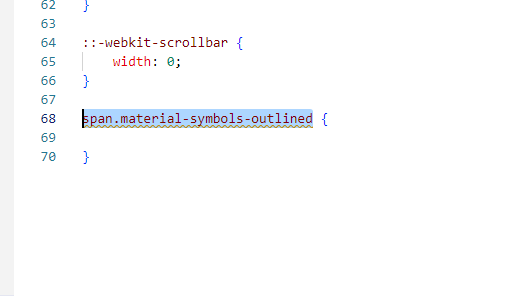 62 }
63
64 ::-webkit-scrollbar {
65 width: 0;
66 }
67
68 span.material-symbols-outlined {
69
70 }